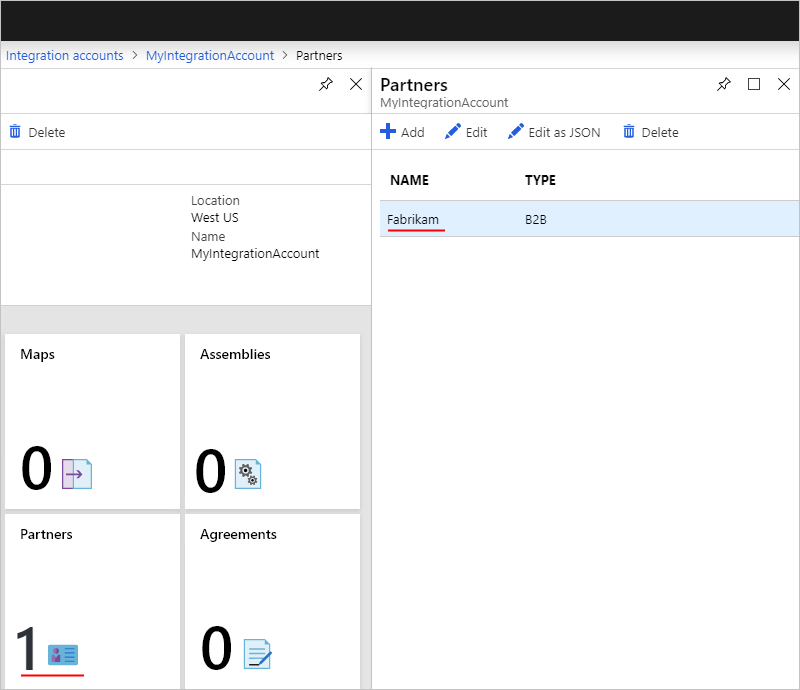 Integration accounts > MyIntegrationAccount > Partners
Delete
Location
West US
Name
MyIntegrationAccount
Maps
0
Assemblies
0
Partners
1
Agreements
0
Partners
MyIntegrationAccount
Add Edit Edit as JSON Delete
NAME TYPE
Fabrikam B2B